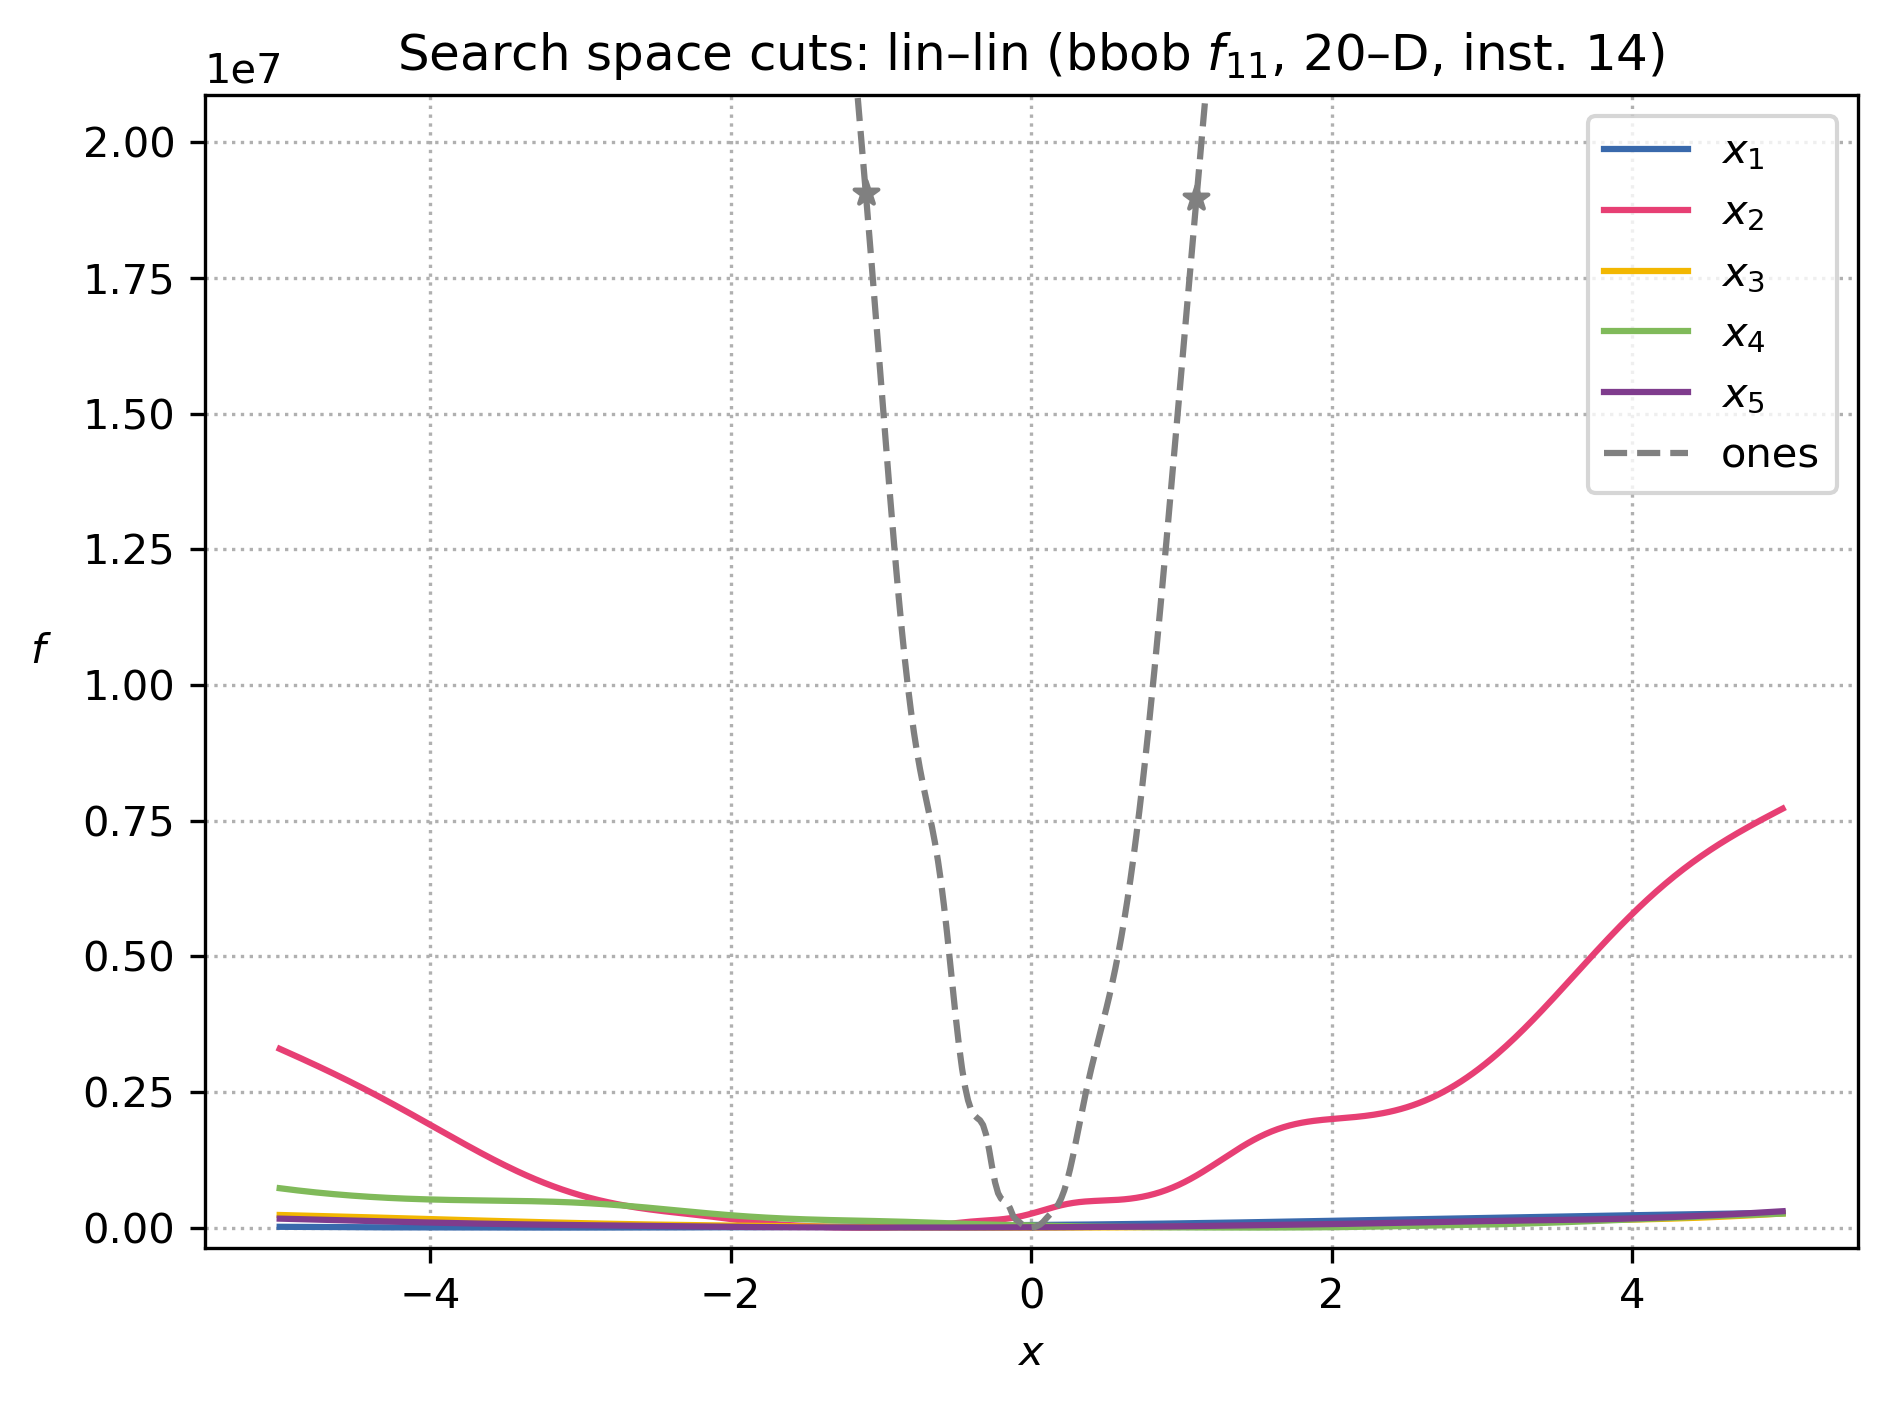 Search space cuts: lin–lin (bbob f₁₁, 20–D, inst. 14)
1e7
2.00
1.75
1.50
1.25
1.00
0.75
0.50
0.25
0.00
f
−4 −2 0 2 4
x
x₁
x₂
x₃
x₄
x₅
ones